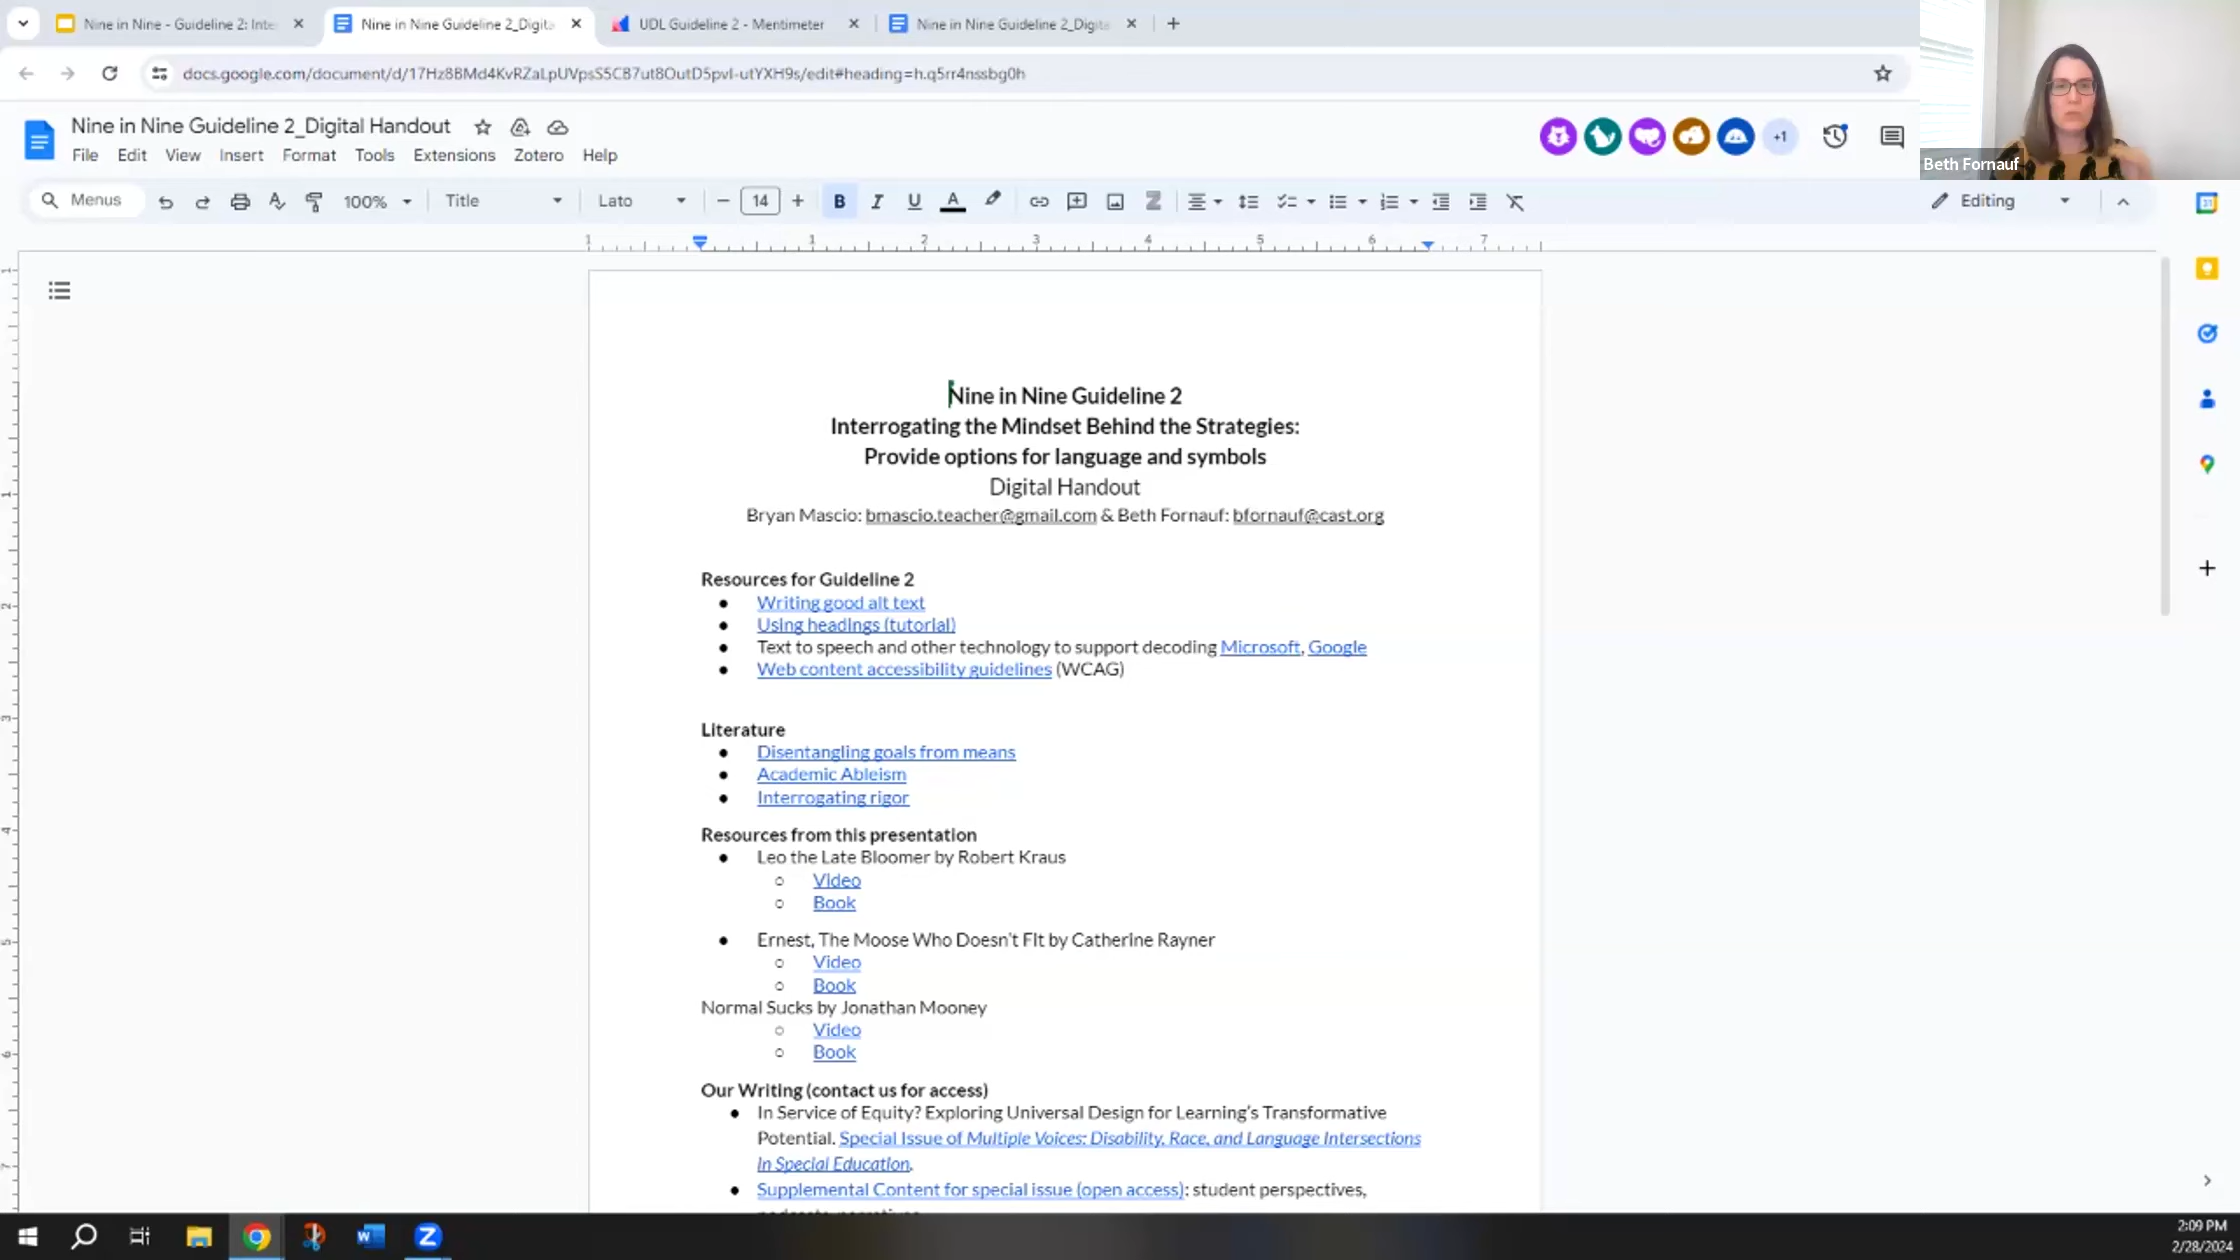 Nine in Nine - Guideline 2: Inte
Nine in Nine Guideline 2_Digita
UDL Guideline 2 - Mentimeter
Nine in Nine Guideline 2_Digita
docs.google.com/document/d/17Hz8BMd4KvRZaLpUVpsS5CB7ut8OutD5pvI-utYXH9s/edit#heading=h.q5rr4nssbg0h
Nine in Nine Guideline 2_Digital Handout
File Edit View Insert Format Tools Extensions Zotero Help
+1
Beth Fornauf
Menus 100% Title Lato 14 B I U A Editing
1 1 2 3 4 5 6 7
Nine in Nine Guideline 2
Interrogating the Mindset Behind the Strategies:
Provide options for language and symbols
Digital Handout
Bryan Mascio: bmascio.teacher@gmail.com & Beth Fornauf: bfornauf@cast.org
Resources for Guideline 2
Writing good alt text
Using headings (tutorial)
Text to speech and other technology to support decoding Microsoft, Google
Web content accessibility guidelines (WCAG)
Literature
Disentangling goals from means
Academic Ableism
Interrogating rigor
Resources from this presentation
Leo the Late Bloomer by Robert Kraus
Video
Book
Ernest, The Moose Who Doesn't Fit by Catherine Rayner
Video
Book
Normal Sucks by Jonathan Mooney
Video
Book
Our Writing (contact us for access)
In Service of Equity? Exploring Universal Design for Learning's Transformative
Potential. Special Issue of Multiple Voices: Disability, Race, and Language Intersections
in Special Education.
Supplemental Content for special issue (open access): student perspectives,
2:09 PM
2/28/2024